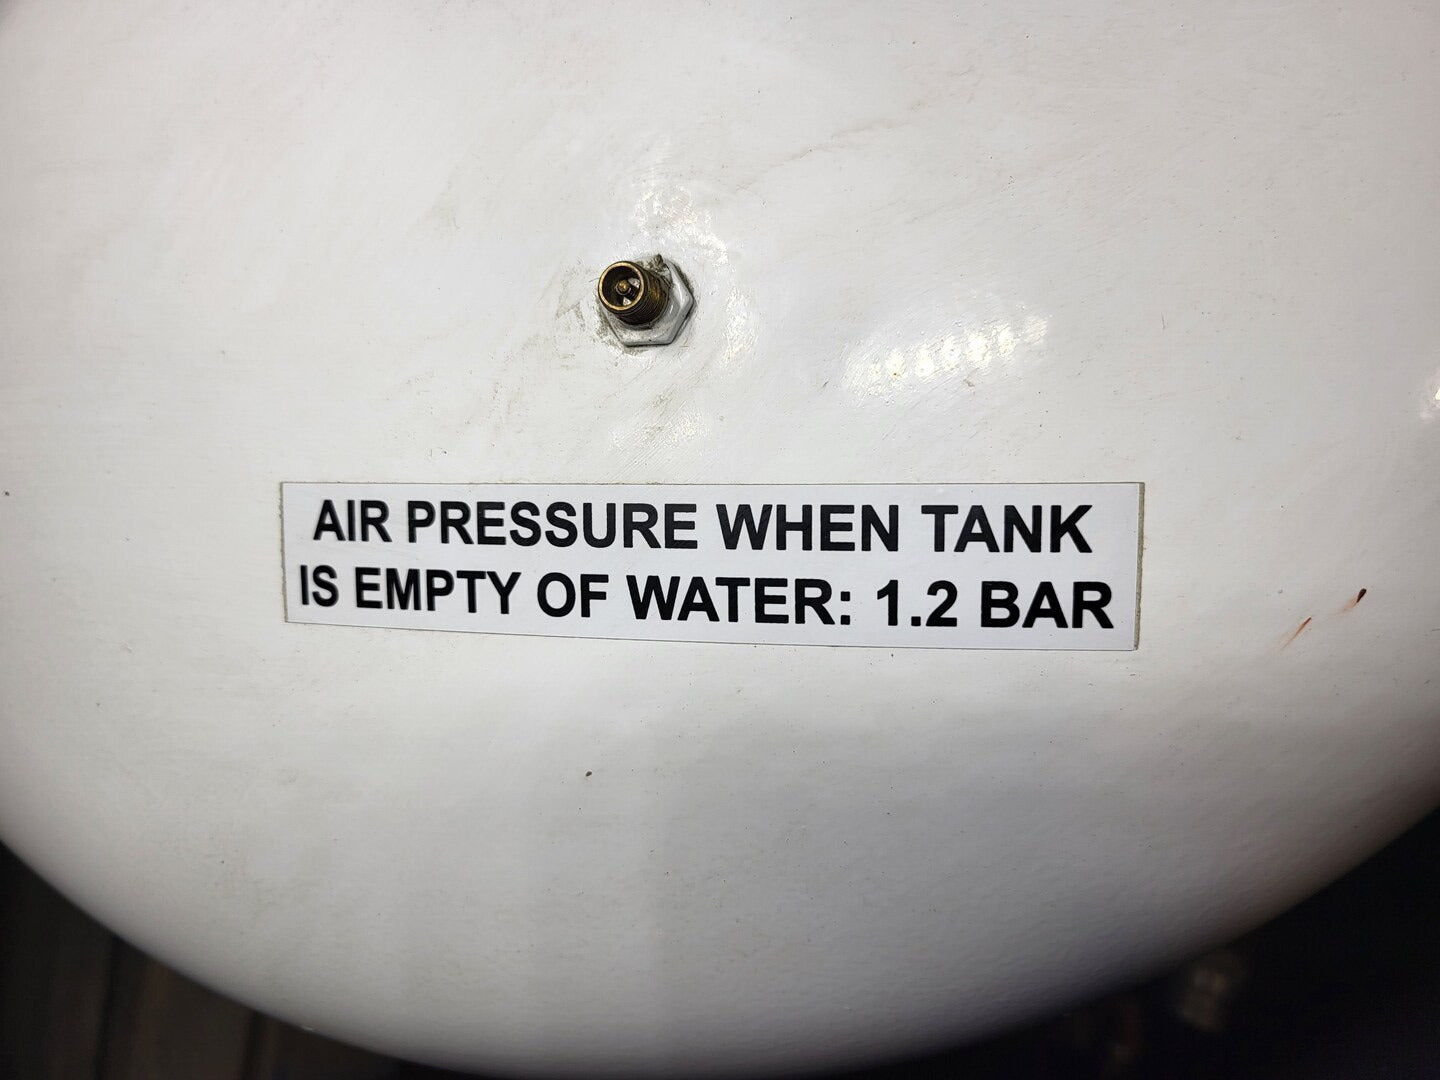 AIR PRESSURE WHEN TANK
IS EMPTY OF WATER: 1.2 BAR